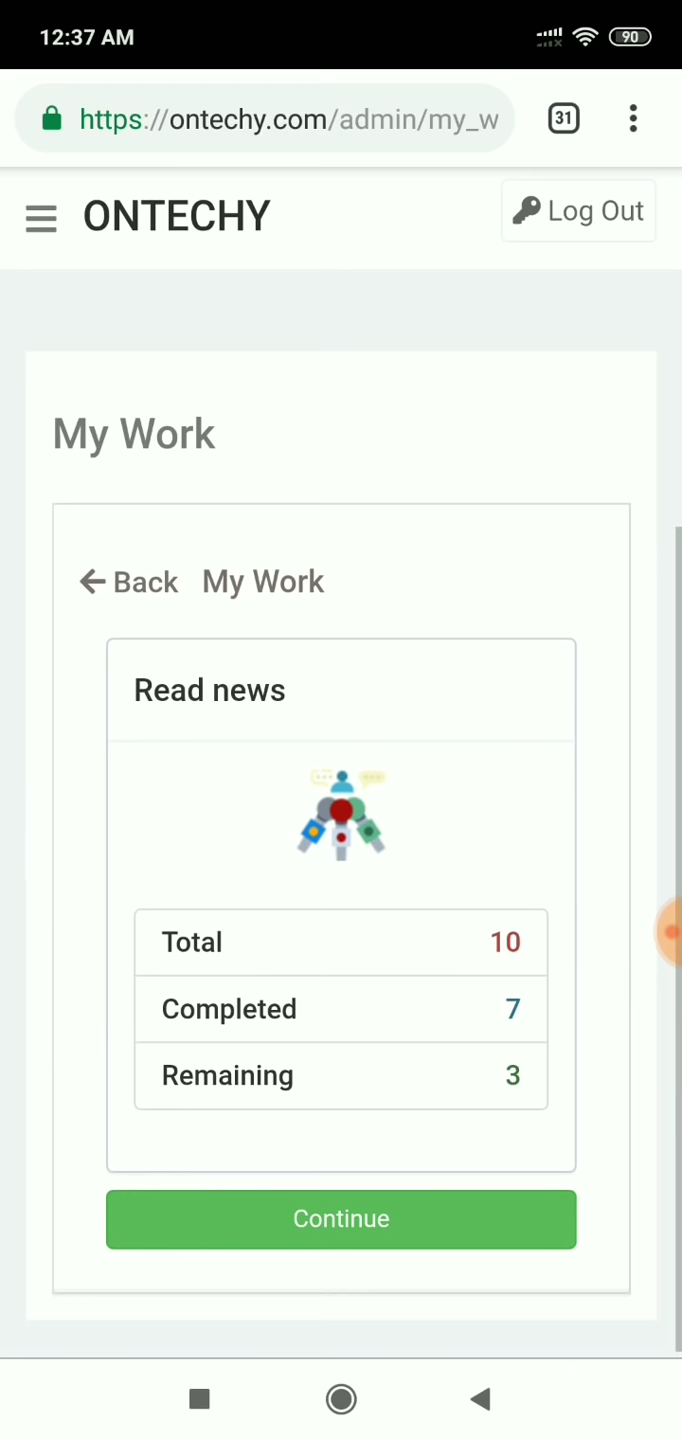 12:37 AM
90
https://ontechy.com/admin/my_w
31
ONTECHY
Log Out
My Work
Back My Work
Read news
Total 10
Completed 7
Remaining 3
Continue